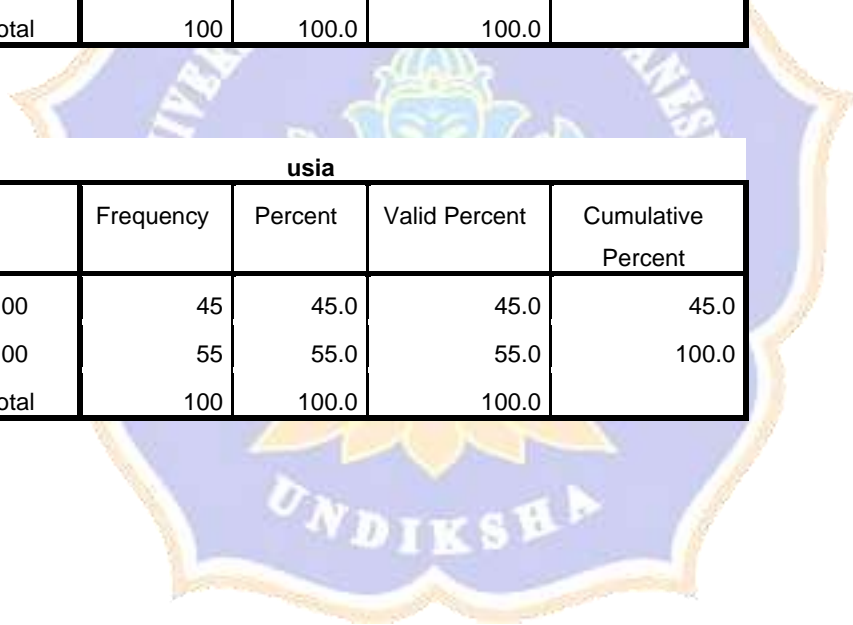 otal 100 100.0 100.0
usia
Frequency Percent Valid Percent Cumulative Percent
00 45 45.0 45.0 45.0
00 55 55.0 55.0 100.0
otal 100 100.0 100.0
UNDIKSHA